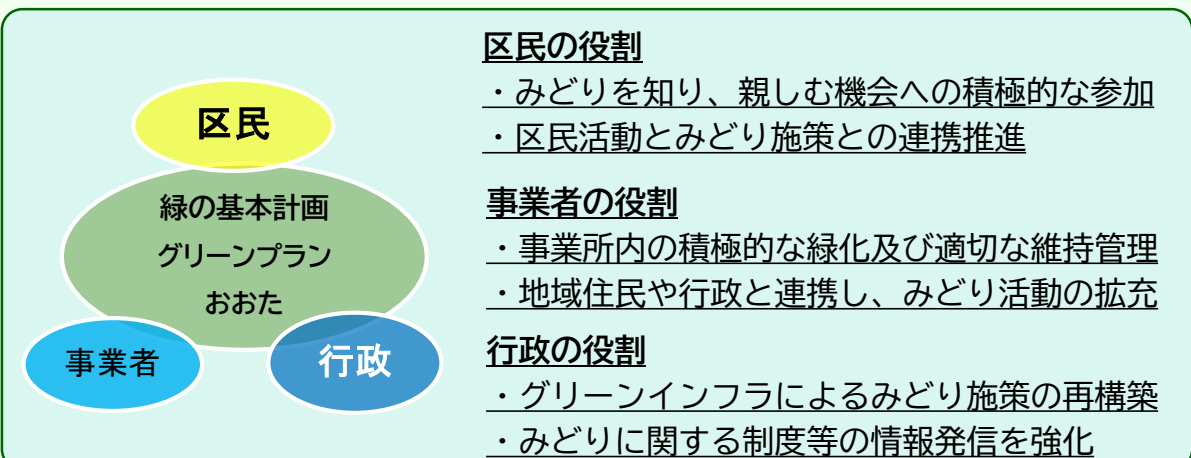 区民
緑の基本計画
グリーンプラン
おおた
事業者
行政
区民の役割
・みどりを知り、親しむ機会への積極的な参加
・区民活動とみどり施策との連携推進
事業者の役割
・事業所内の積極的な緑化及び適切な維持管理
・地域住民や行政と連携し、みどり活動の拡充
行政の役割
・グリーンインフラによるみどり施策の再構築
・みどりに関する制度等の情報発信を強化